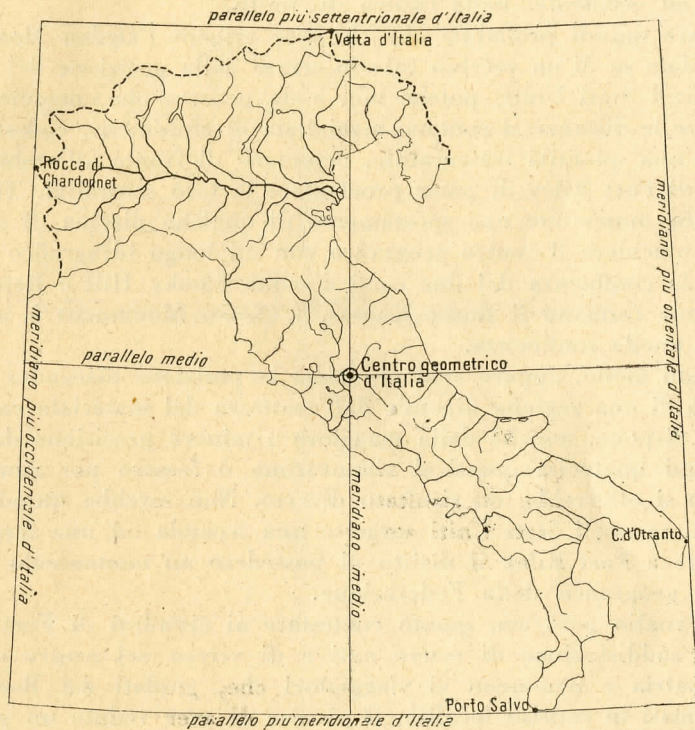 parallelo più settentrionale d'Italia
Vetta d'Italia
Rocca di
Chardonnet
meridiano più orientale d'Italia
meridiano più occidentale d'Italia
parallelo medio
Centro geometrico
d'Italia
meridiano medio
C. d'Otranto
Porto Salvo
parallelo più meridionale d'Italia